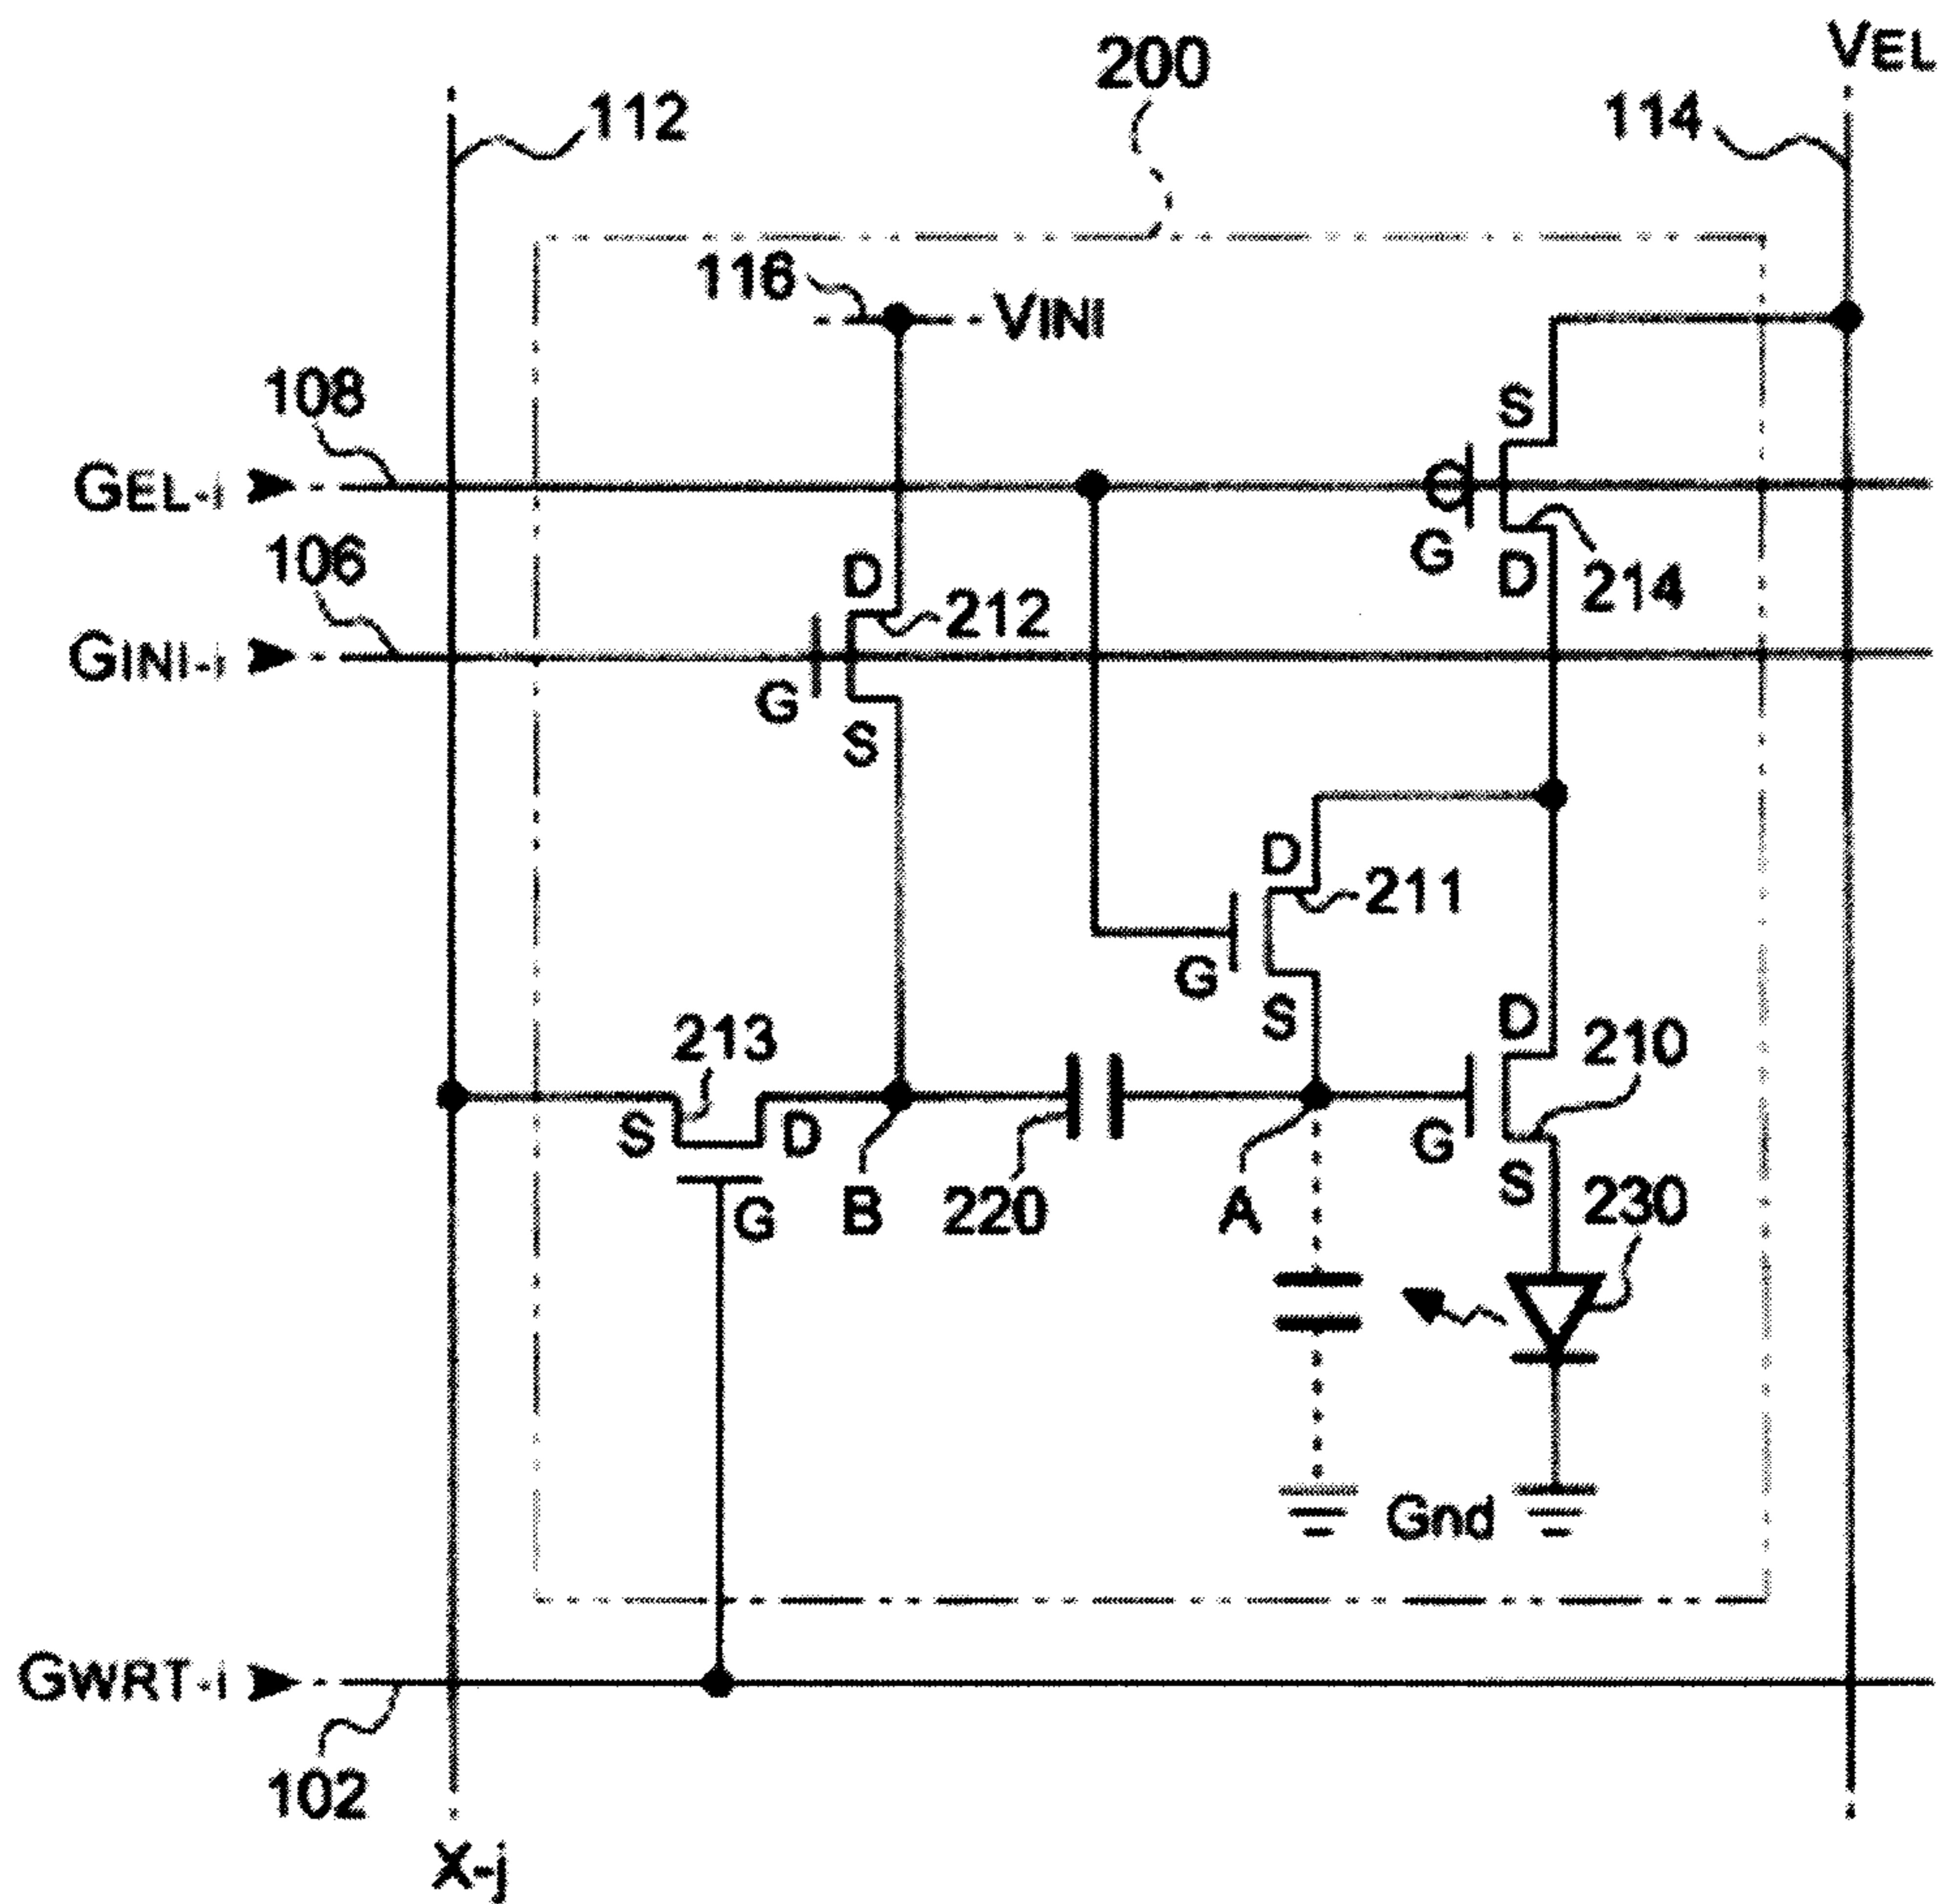 200
VEL
112
114
116
VINI
108
S
GEL-i
G
D
214
106
D
212
GINI-i
G
S
D
211
G
S
D
210
213
S
D
G
S
B
220
A
230
G
Gnd
GWRT-i
102
X-j